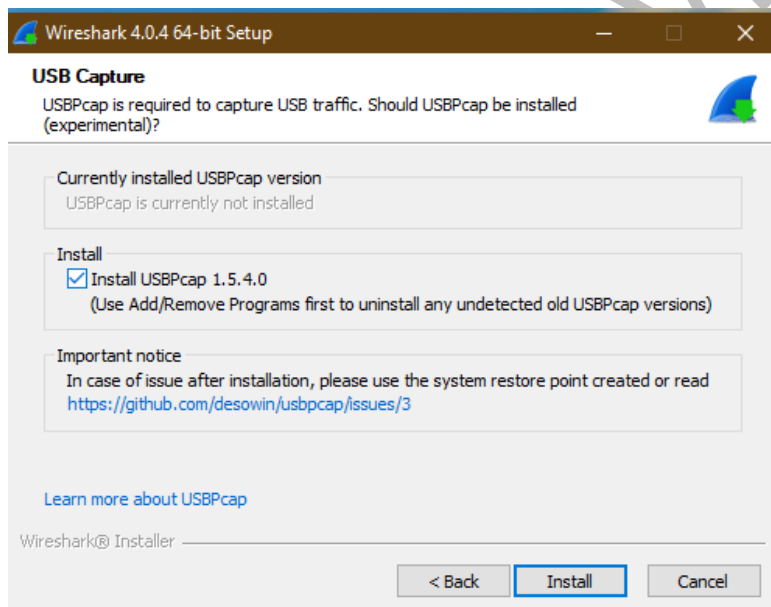 Wireshark 4.0.4 64-bit Setup
USB Capture
USBPcap is required to capture USB traffic. Should USBPcap be installed
(experimental)?
Currently installed USBPcap version
USBPcap is currently not installed
Install
Install USBPcap 1.5.4.0
(Use Add/Remove Programs first to uninstall any undetected old USBPcap versions)
Important notice
In case of issue after installation, please use the system restore point created or read
https://github.com/desowin/usbpcap/issues/3
Learn more about USBPcap
Wireshark® Installer
< Back Install Cancel